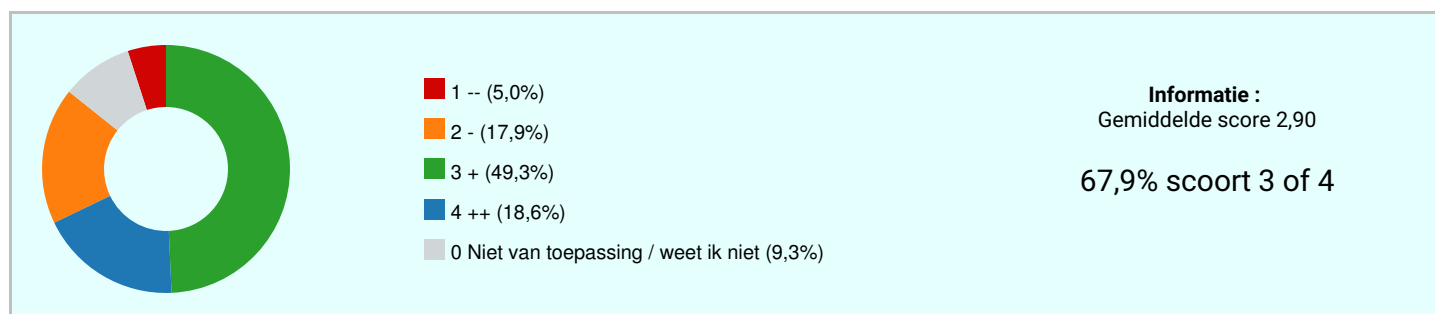 1 -- (5,0%)
2 - (17,9%)
3 + (49,3%)
4 ++ (18,6%)
0 Niet van toepassing / weet ik niet (9,3%)
Informatie :
Gemiddelde score 2,90
67,9% scoort 3 of 4